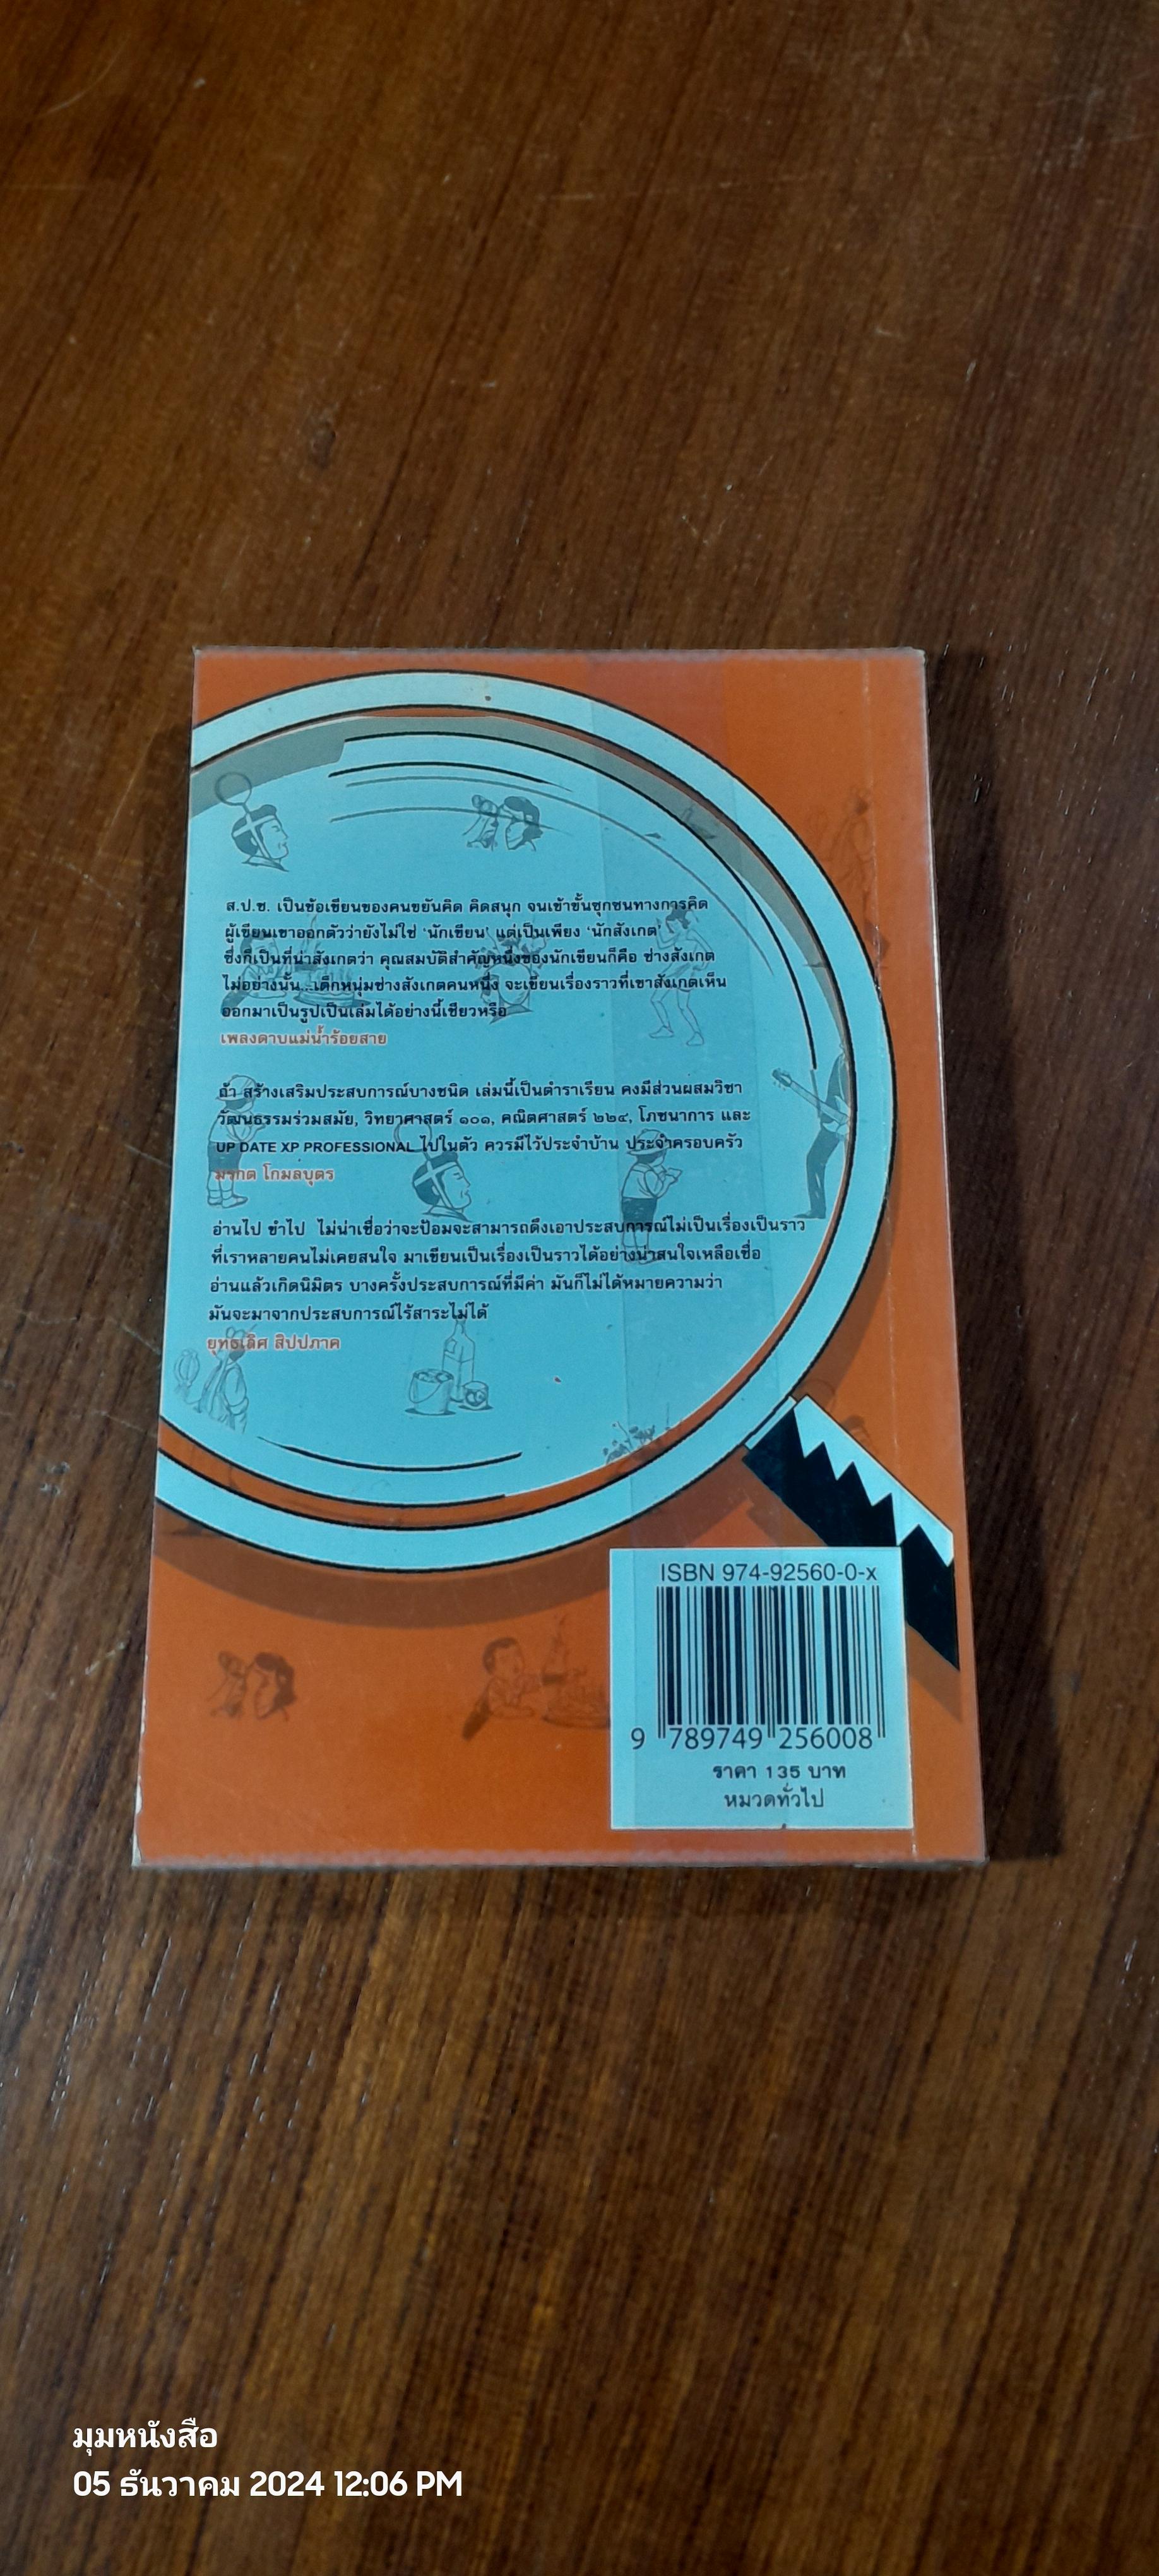 ส.ป.ช. เป็นข้อเขียนของคนขยันคิด คิดสนุก จนเข้าขั้นซุกซนทางการคิด
ผู้เขียนเขาออกตัวว่ายังไม่ใช่ ‘นักเขียน’ แต่เป็นเพียง ‘นักสังเกต’
ซึ่งก็เป็นที่น่าสังเกตว่า คุณสมบัติสำคัญหนึ่งของนักเขียนก็คือ ช่างสังเกต
ไม่อย่างนั้น...เด็กหนุ่มช่างสังเกตคนหนึ่ง จะเขียนเรื่องราวที่เขาสังเกตเห็น
ออกมาเป็นรูปเป็นเล่มได้อย่างนี้เชียวหรือ
เพลงดาบแม่น้ำร้อยสาย
ถ้า สร้างเสริมประสบการณ์บางชนิด เล่มนี้เป็นตำราเรียน คงมีส่วนผสมวิชา
วัฒนธรรมร่วมสมัย, วิทยาศาสตร์ ๑๐๑, คณิตศาสตร์ ๒๒๔, โภชนาการ และ
UP DATE XP PROFESSIONAL ไปในตัว ควรมีไว้ประจำบ้าน ประจำครอบครัว
มรกต โกมลบุตร
อ่านไป ขำไป ไม่น่าเชื่อว่าจะป้อมจะสามารถดึงเอาประสบการณ์ไม่เป็นเรื่องเป็นราว
ที่เราหลายคนไม่เคยสนใจ มาเขียนเป็นเรื่องเป็นราวได้อย่างน่าสนใจเหลือเชื่อ
อ่านแล้วเกิดนิมิตร บางครั้งประสบการณ์ที่มีค่า มันก็ไม่ได้หมายความว่า
มันจะมาจากประสบการณ์ไร้สาระไม่ได้
ยุทธเลิศ สิปปภาค
ISBN 974-92560-0-x
9 789749 256008
ราคา 135 บาท
หมวดทั่วไป
มุมหนังสือ
05 ธันวาคม 2024 12:06 PM